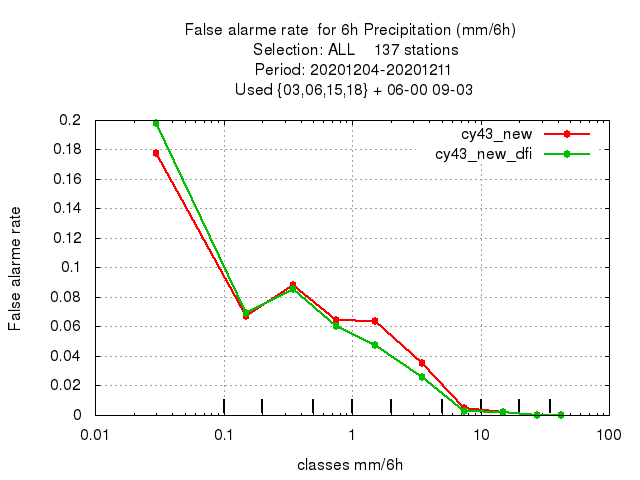 False alarme rate  for 6h Precipitation (mm/6h)
Selection: ALL    137 stations
Period: 20201204-20201211
Used {03,06,15,18} + 06-00 09-03
cy43_new
cy43_new_dfi
False alarme rate
0.2
0.18
0.16
0.14
0.12
0.1
0.08
0.06
0.04
0.02
0
0.01 0.1 1 10 100
classes mm/6h